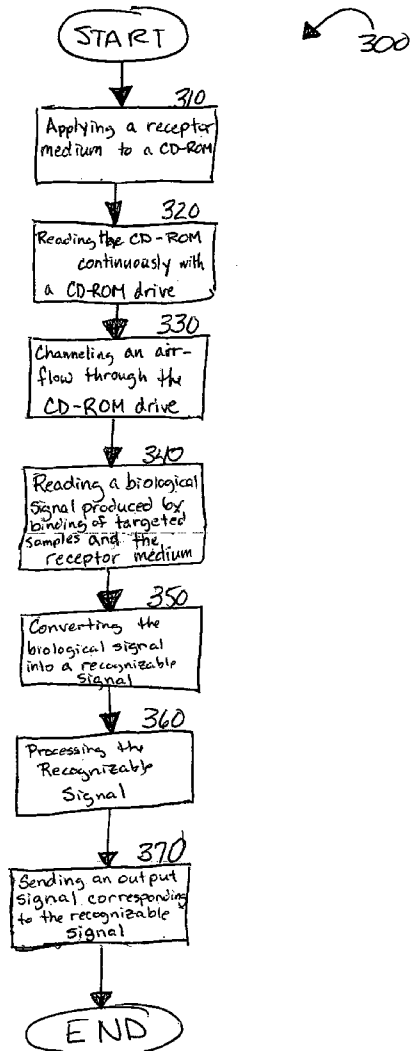 START
300
310
Applying a receptor
medium to a CD-ROM
320
Reading the CD-ROM
continuously with
a CD-ROM drive
330
Channeling an air-
flow through the
CD-ROM drive
340
Reading a biological
signal produced by
binding of targeted
samples and the
receptor medium
350
Converting the
biological signal
into a recognizable
Signal
360
Processing the
Recognizable
Signal
370
Sending an output
signal corresponding
to the recognizable
signal
END